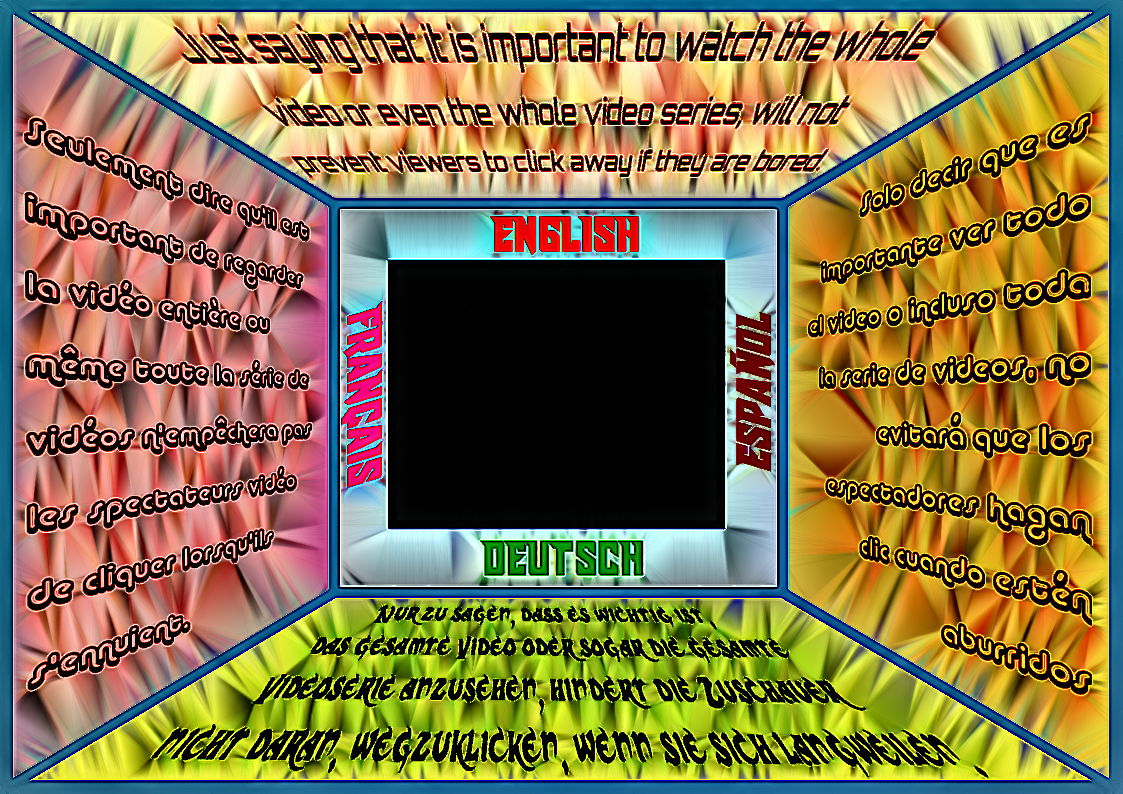 Just saying that it is important to watch the whole
video or even the whole video series, will not
prevent viewers to click away if they are bored.
Seulement dire qu'il est
important de regarder
la vidéo entière ou
même toute la série de
vidéos n'empêchera pas
les spectateurs vidéo
de cliquer lorsqu'ils
s'ennuient.
ENGLISH
FRANÇAIS
ESPAÑOL
DEUTSCH
Solo decir que es
importante ver todo
el video o incluso toda
la serie de videos, no
evitará que los
espectadores hagan
clic cuando estén
aburridos
Nur zu sagen, dass es wichtig ist,
das gesamte Video oder sogar die gesamte
Videoserie anzusehen, hindert die Zuschauer
nicht daran, wegzuklicken, wenn sie sich langweilen.